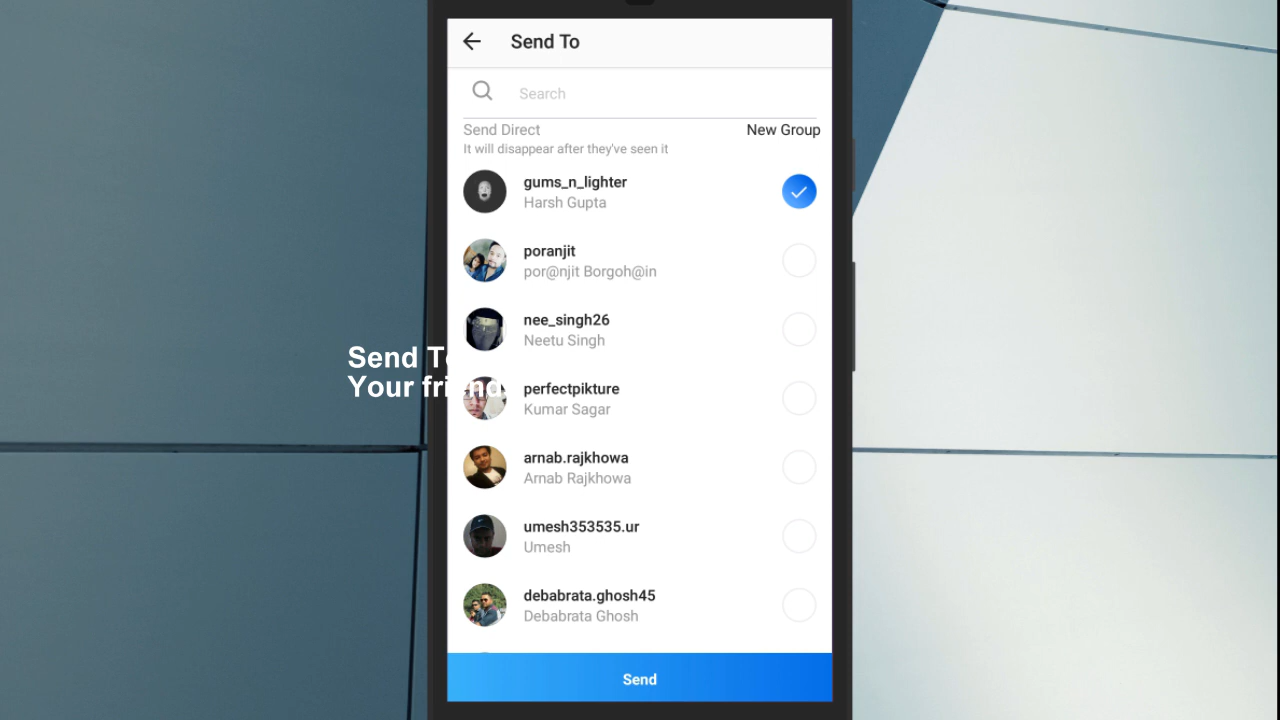 Send To
Search
Send Direct
New Group
It will disappear after they've seen it
gums_n_lighter
Harsh Gupta
poranjit
por@njit Borgoh@in
nee_singh26
Neetu Singh
Send To
Your friend
perfectpikture
Kumar Sagar
arnab.rajkhowa
Arnab Rajkhowa
umesh353535.ur
Umesh
debabrata.ghosh45
Debabrata Ghosh
Send